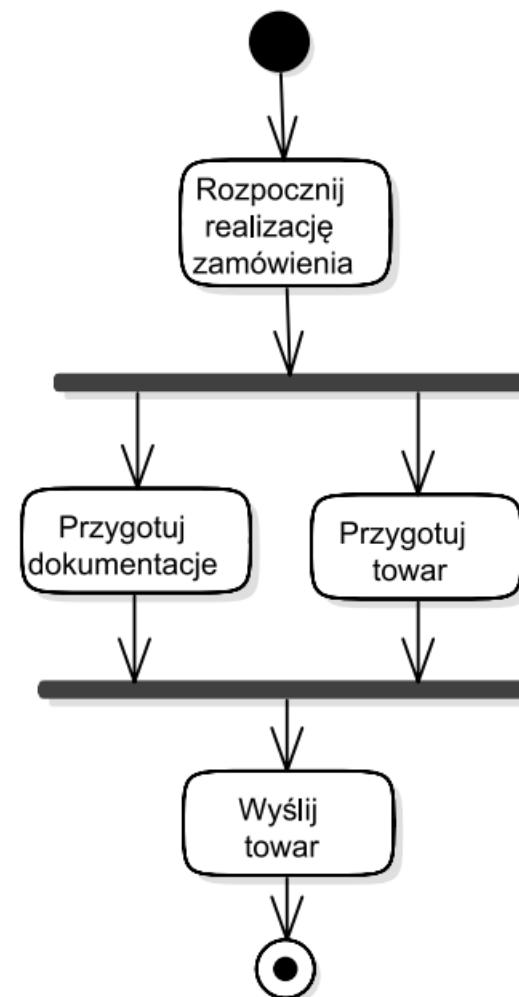 Rozpocznij
realizację
zamówienia
Przygotuj
dokumentacje
Przygotuj
towar
Wyślij
towar